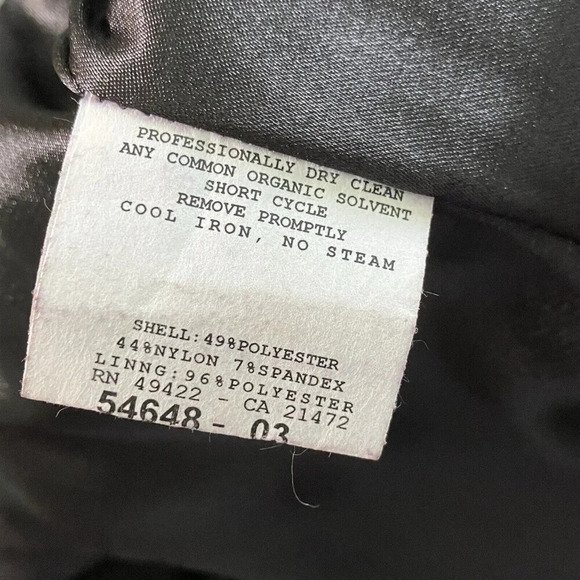 PROFESSIONALLY DRY CLEAN
ANY COMMON ORGANIC SOLVENT
SHORT CYCLE
REMOVE PROMPTLY
COOL IRON, NO STEAM
SHELL:49%POLYESTER
44%NYLON 7%SPANDEX
LINNG:96%POLYESTER
RN 49422 - CA 21472
54648- 03